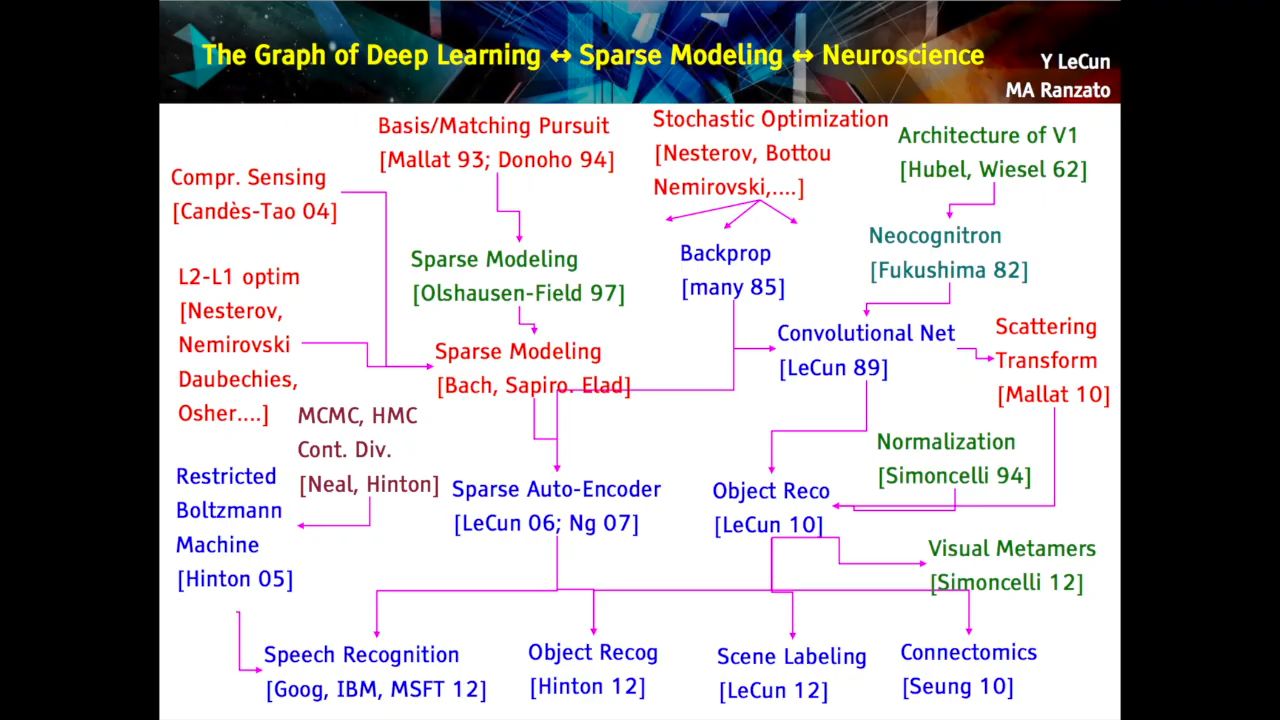 The Graph of Deep Learning ↔ Sparse Modeling ↔ Neuroscience
Y LeCun
MA Ranzato
Basis/Matching Pursuit
[Mallat 93; Donoho 94]
Stochastic Optimization
[Nesterov, Bottou
Nemirovski,....]
Architecture of V1
[Hubel, Wiesel 62]
Compr. Sensing
[Candès-Tao 04]
Sparse Modeling
[Olshausen-Field 97]
Backprop
[many 85]
Neocognitron
[Fukushima 82]
L2-L1 optim
[Nesterov,
Nemirovski
Daubechies,
Osher....]
Sparse Modeling
[Bach, Sapiro. Elad]
Convolutional Net
[LeCun 89]
Scattering
Transform
[Mallat 10]
MCMC, HMC
Cont. Div.
[Neal, Hinton]
Normalization
[Simoncelli 94]
Restricted
Boltzmann
Machine
[Hinton 05]
Sparse Auto-Encoder
[LeCun 06; Ng 07]
Object Reco
[LeCun 10]
Visual Metamers
[Simoncelli 12]
Speech Recognition
[Goog, IBM, MSFT 12]
Object Recog
[Hinton 12]
Scene Labeling
[LeCun 12]
Connectomics
[Seung 10]